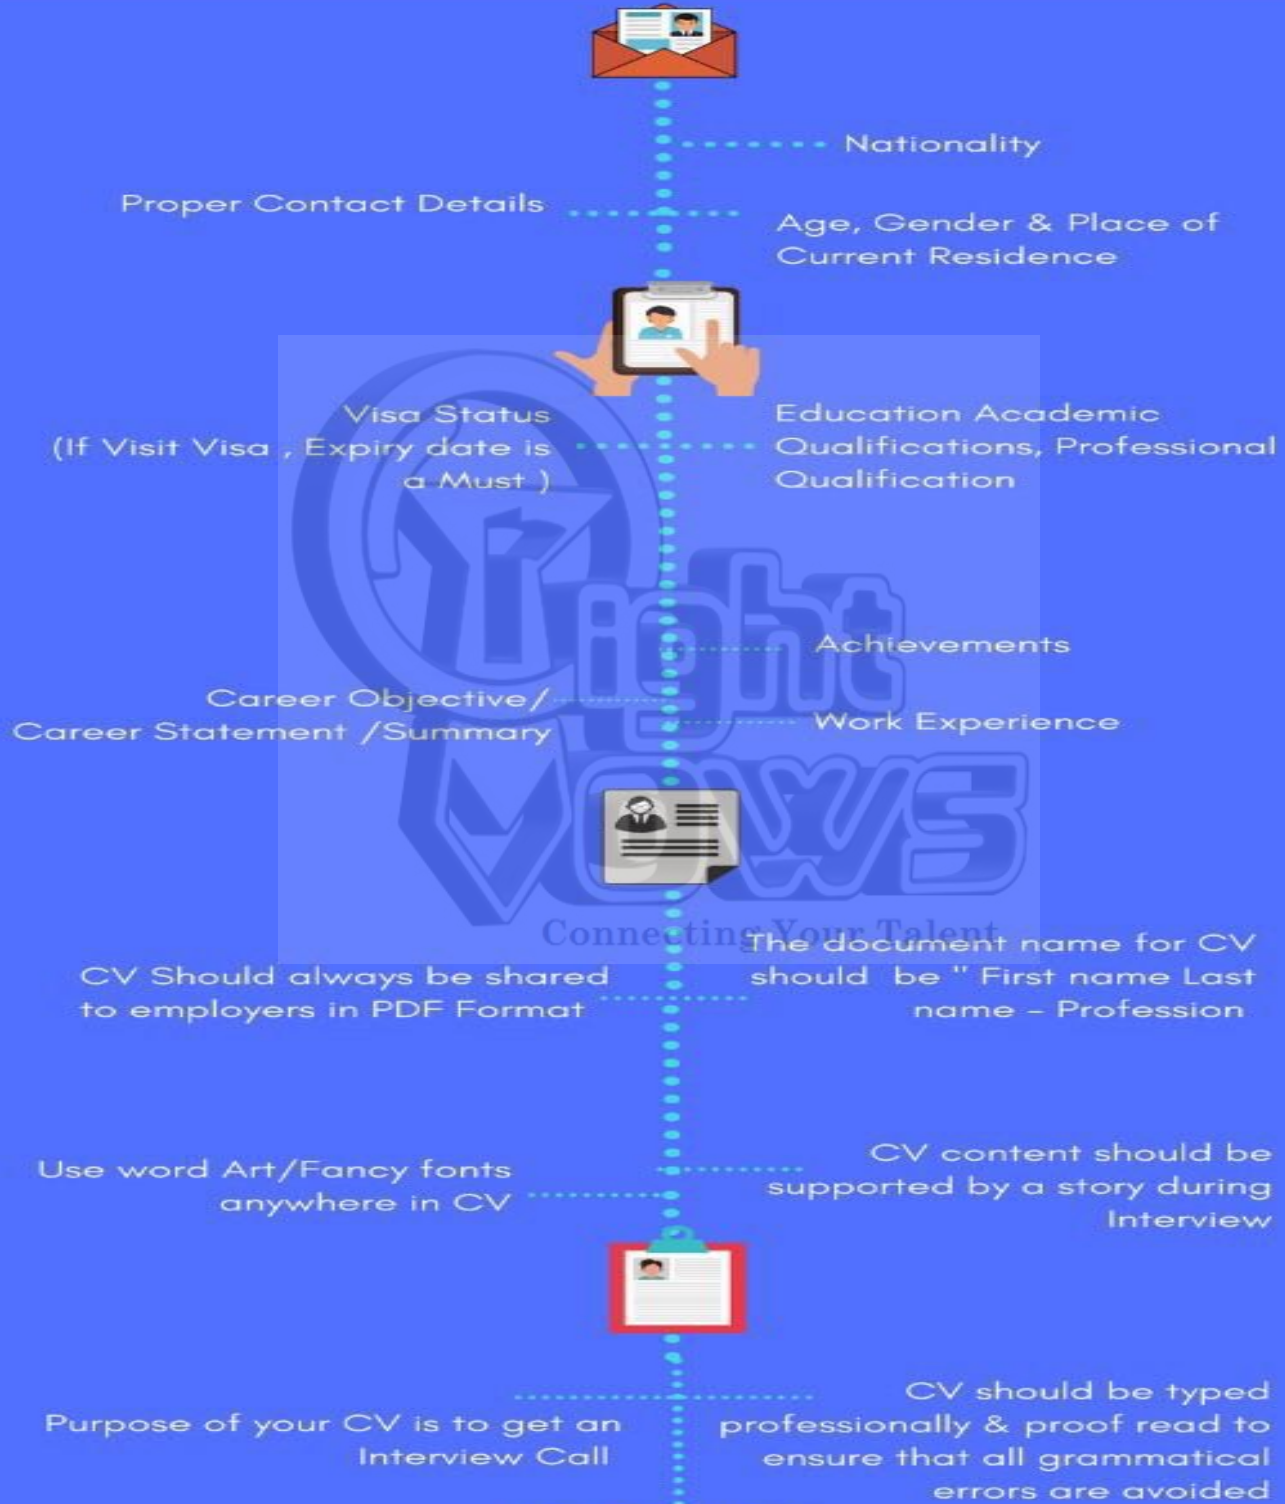 Nationality
Proper Contact Details
Age, Gender & Place of
Current Residence
Visa Status
(If Visit Visa , Expiry date is
a Must )
Education Academic
Qualifications, Professional
Qualification
Right
Vows
Connecting Your Talent
Achievements
Career Objective/
Career Statement /Summary
Work Experience
CV Should always be shared
to employers in PDF Format
The document name for CV
should be " First name Last
name - Profession
Use word Art/Fancy fonts
anywhere in CV
CV content should be
supported by a story during
Interview
Purpose of your CV is to get an
Interview Call
CV should be typed
professionally & proof read to
ensure that all grammatical
errors are avoided